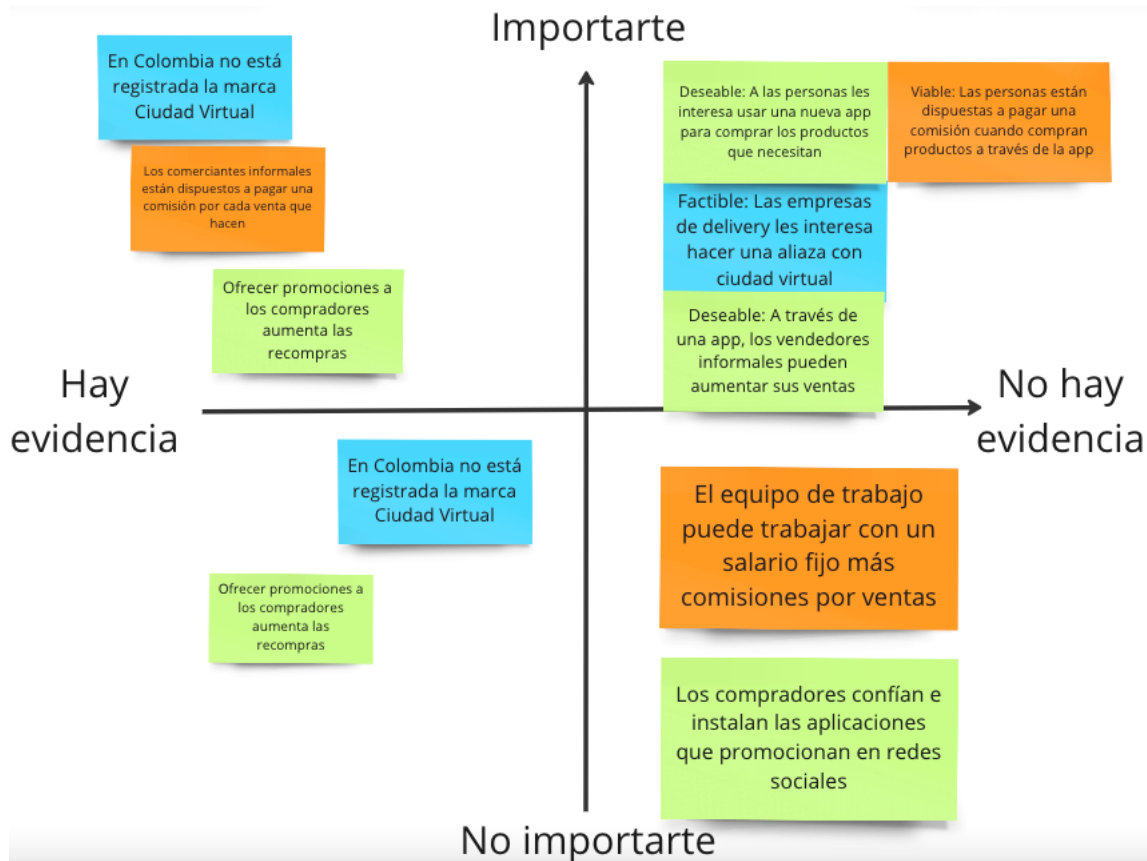 Importarte
En Colombia no está
registrada la marca
Ciudad Virtual
Los comerciantes informales
están dispuestos a pagar una
comisión por cada venta que
hacen
Ofrecer promociones a
los compradores
aumenta las
recompras
Deseable: A las personas les
interesa usar una nueva app
para comprar los productos
que necesitan
Viable: Las personas están
dispuestas a pagar una
comisión cuando compran
productos a través de la app
Factible: Las empresas
de delivery les interesa
hacer una aliaza con
ciudad virtual
Deseable: A través de
una app, los vendedores
informales pueden
aumentar sus ventas
Hay
evidencia
No hay
evidencia
En Colombia no está
registrada la marca
Ciudad Virtual
Ofrecer promociones a
los compradores
aumenta las
recompras
El equipo de trabajo
puede trabajar con un
salario fijo más
comisiones por ventas
Los compradores confían e
instalan las aplicaciones
que promocionan en redes
sociales
No importarte